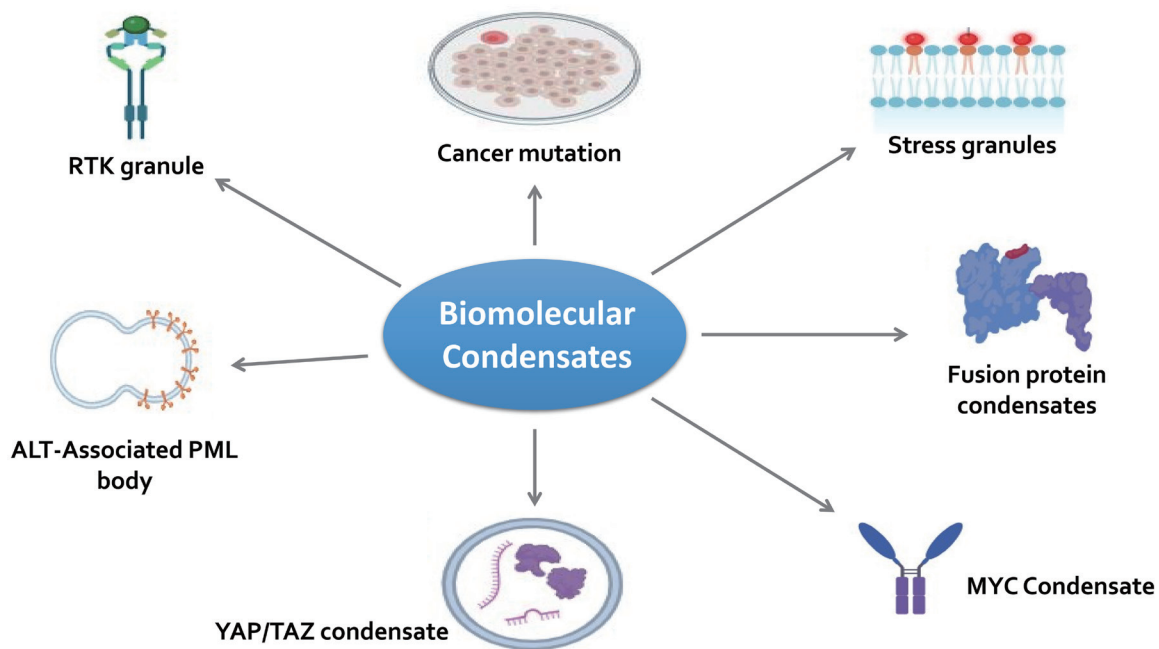 RTK granule
Cancer mutation
Stress granules
Biomolecular
Condensates
Fusion protein
condensates
ALT-Associated PML
body
MYC Condensate
YAP/TAZ condensate